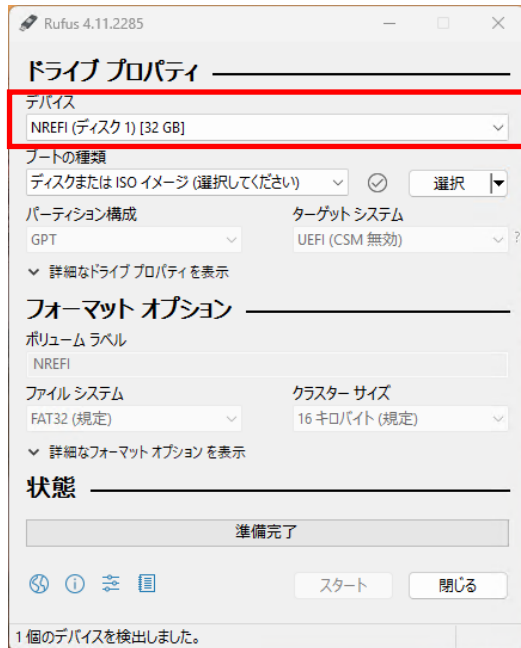 Rufus 4.11.2285
ドライブ プロパティ
デバイス
NREFI (ディスク 1) [32 GB]
ブートの種類
ディスクまたは ISO イメージ (選択してください)
選択
パーティション構成
ターゲット システム
GPT
UEFI (CSM 無効)
?
詳細なドライブ プロパティを表示
フォーマット オプション
ボリューム ラベル
NREFI
ファイル システム
クラスター サイズ
FAT32 (規定)
16 キロバイト (規定)
詳細なフォーマット オプションを表示
状態
準備完了
スタート
閉じる
1 個のデバイスを検出しました。